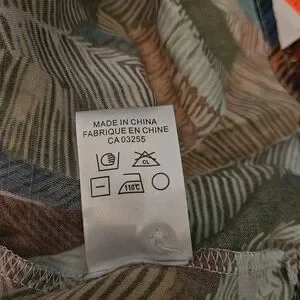 MADE IN CHINA
FABRIQUE EN CHINE
CA 03255
CL
110°C